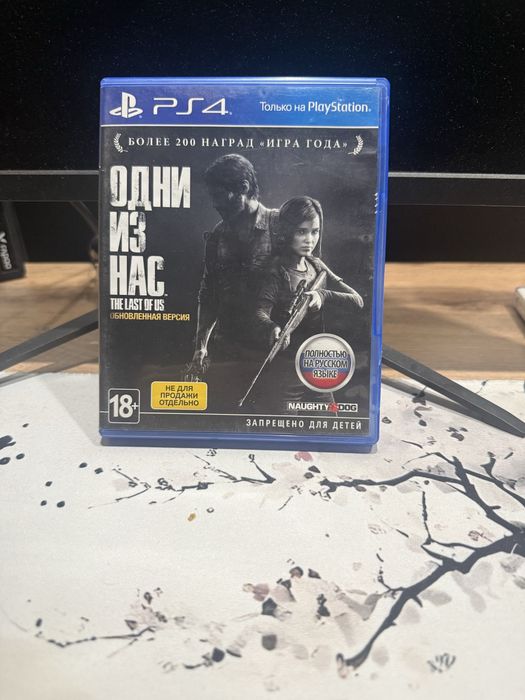 PS4
Только на PlayStation®
БОЛЕЕ 200 НАГРАД «ИГРА ГОДА»
ОДНИ
ИЗ
НАС
THE LAST OF US
ОБНОВЛЕННАЯ ВЕРСИЯ
ПОЛНОСТЬЮ
НА РУССКОМ
ЯЗЫКЕ
НЕ ДЛЯ
ПРОДАЖИ
ОТДЕЛЬНО
18+
NAUGHTY DOG
ЗАПРЕЩЕНО ДЛЯ ДЕТЕЙ